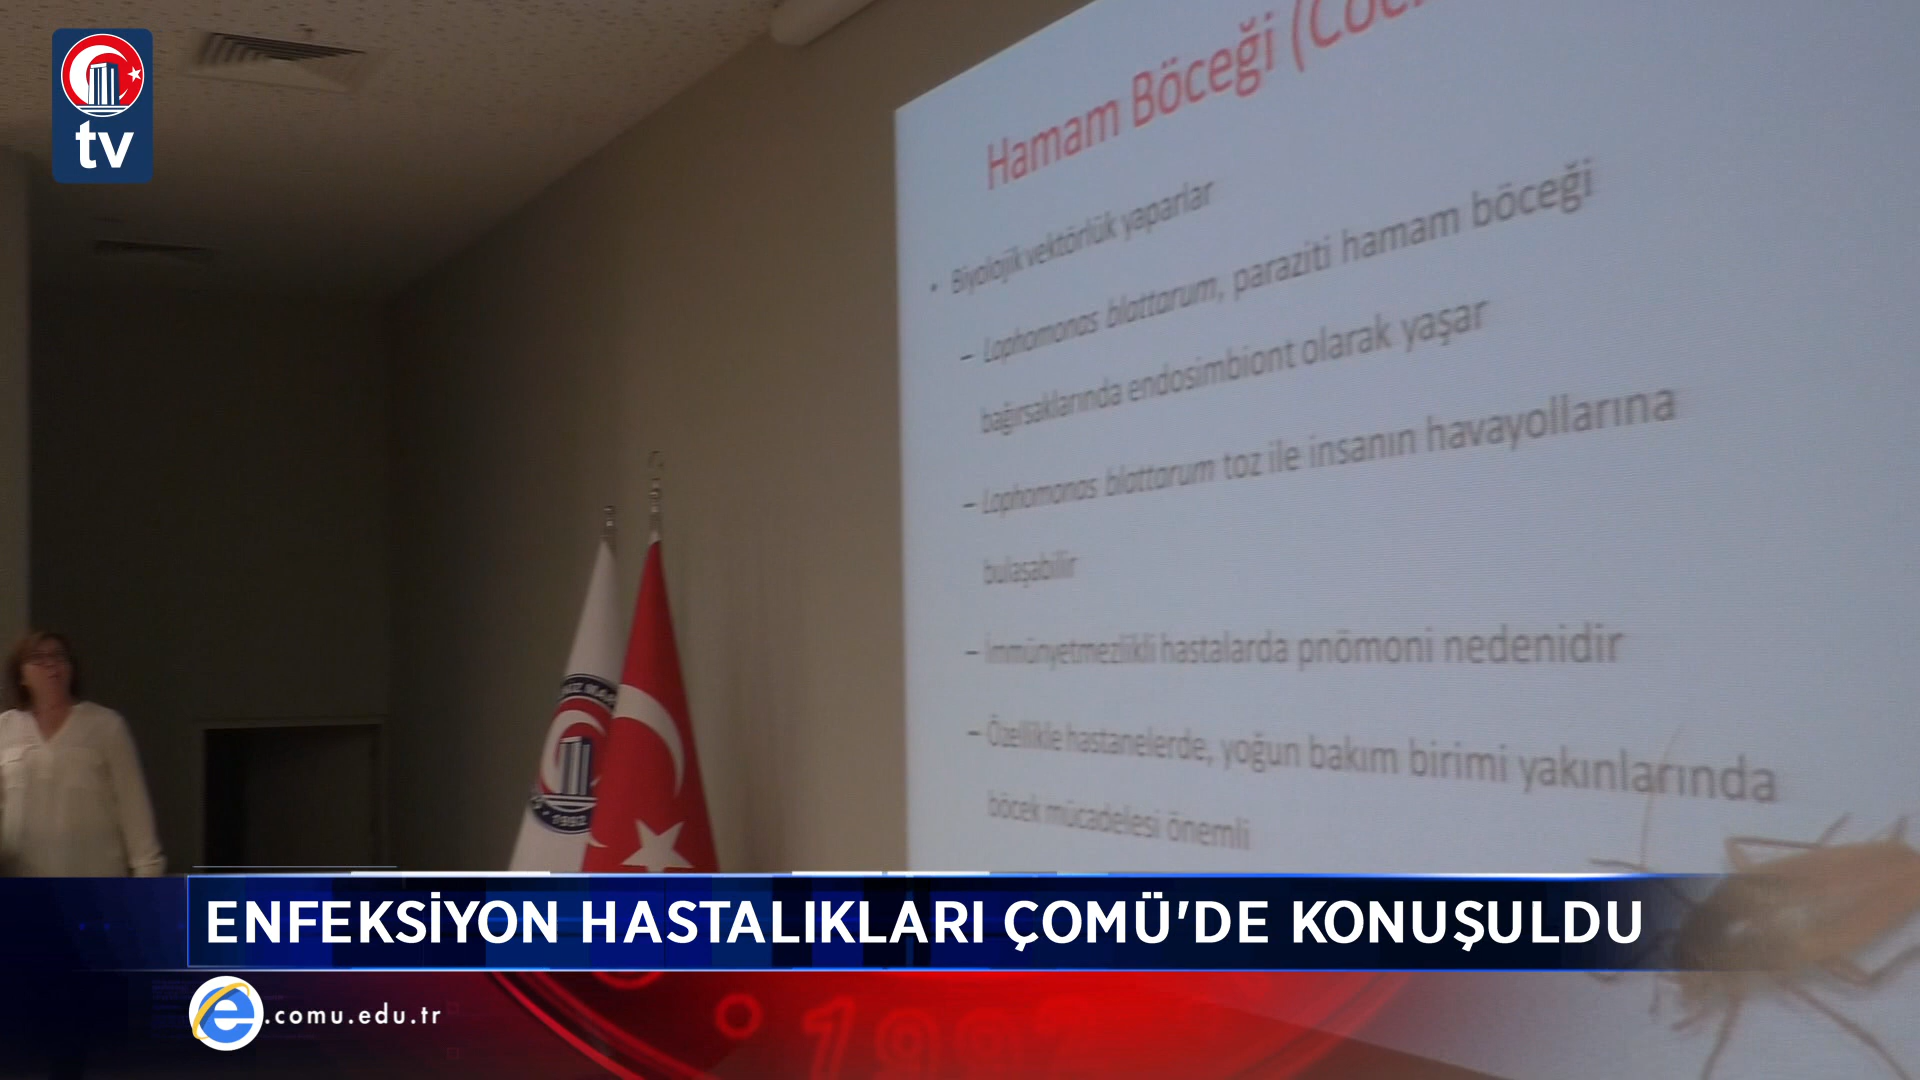 tv
Hamam Böceği (Coc
• Biyolojik vektörlük yaparlar
– Lophomonas blattarum, paraziti hamam böceği
bağırsaklarında endosimbiont olarak yaşar
– Lophomonas blattarum toz ile insanın havayollarına
bulaşabilir
– İmmünyetmezlikli hastalarda pnömoni nedenidir
– Özellikle hastanelerde, yoğun bakım birimi yakınlarında
böcek mücadelesi önemli
1992
ENFEKSİYON HASTALIKLARI ÇOMÜ'DE KONUŞULDU
.comu.edu.tr
1992